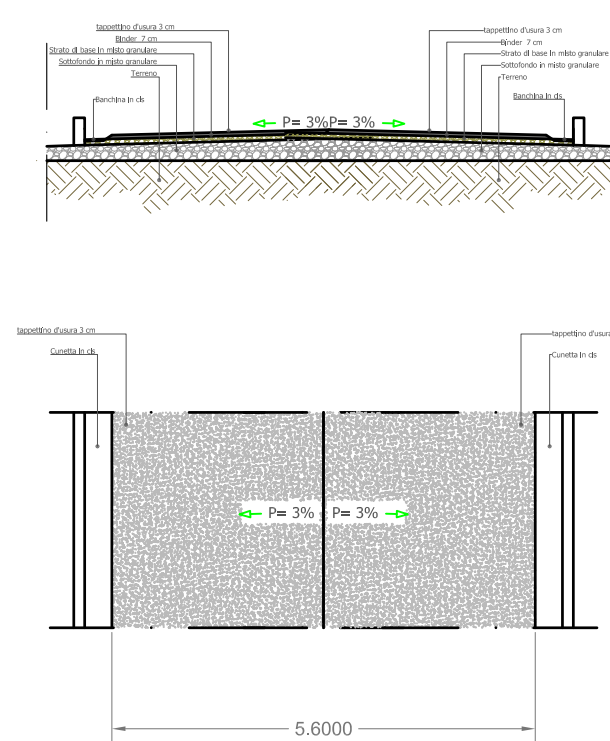 tappettino d'usura 3 cm
Binder 7 cm
Strato di base in misto granulare
Sottofondo in misto granulare
Terreno
Banchina in cls
tappettino d'usura 3 cm
Binder 7 cm
Strato di base in misto granulare
Sottofondo in misto granulare
Terreno
Banchina in cls
P= 3%P= 3%
tappettino d'usura 3 cm
Cunetta in cls
tappettino d'usura
Cunetta in cls
P= 3% P= 3%
5.6000